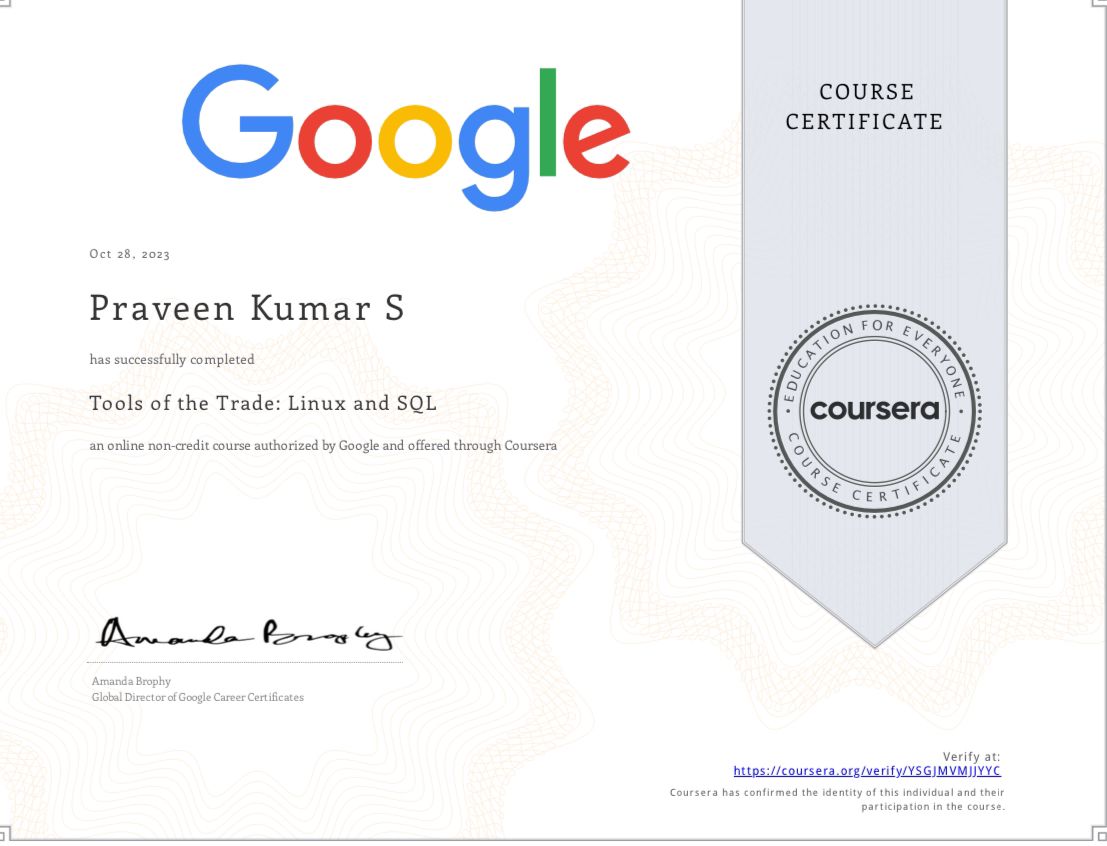 Google
COURSE
CERTIFICATE
Oct 28, 2023
Praveen Kumar S
has successfully completed
Tools of the Trade: Linux and SQL
an online non-credit course authorized by Google and offered through Coursera
EDUCATION FOR EVERYONE
coursera
COURSE CERTIFICATE
Amanda Brophy
Amanda Brophy
Global Director of Google Career Certificates
Verify at:
https://coursera.org/verify/YSGJMVMJJYYC
Coursera has confirmed the identity of this individual and their
participation in the course.